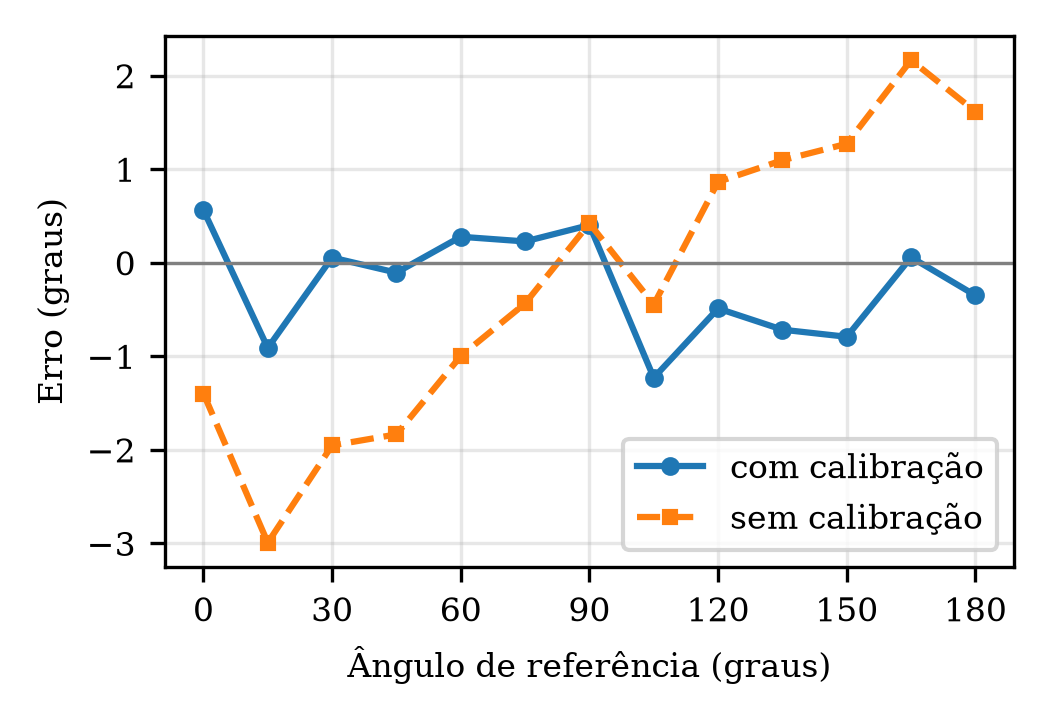 2
1
0
−1
−2
−3
Erro (graus)
com calibração
sem calibração
0 30 60 90 120 150 180
Ângulo de referência (graus)